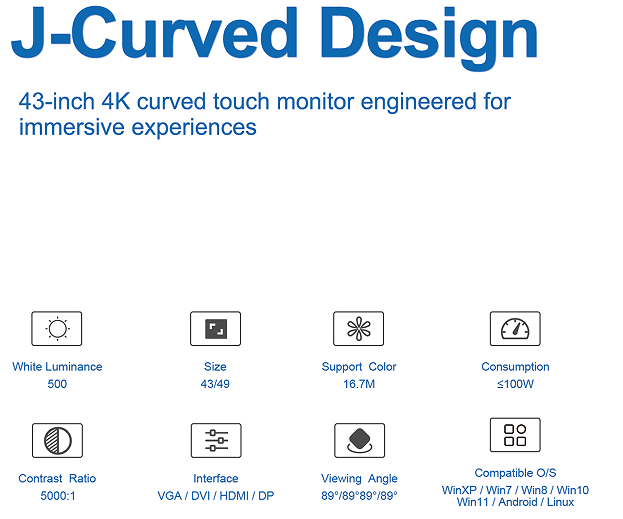 J-Curved Design
43-inch 4K curved touch monitor engineered for
immersive experiences
White Luminance
500
Size
43/49
Support Color
16.7M
Consumption
≤100W
Contrast Ratio
5000:1
Interface
VGA / DVI / HDMI / DP
Viewing Angle
89°/89°89°/89°
Compatible O/S
WinXP / Win7 / Win8 / Win10
Win11 / Android / Linux